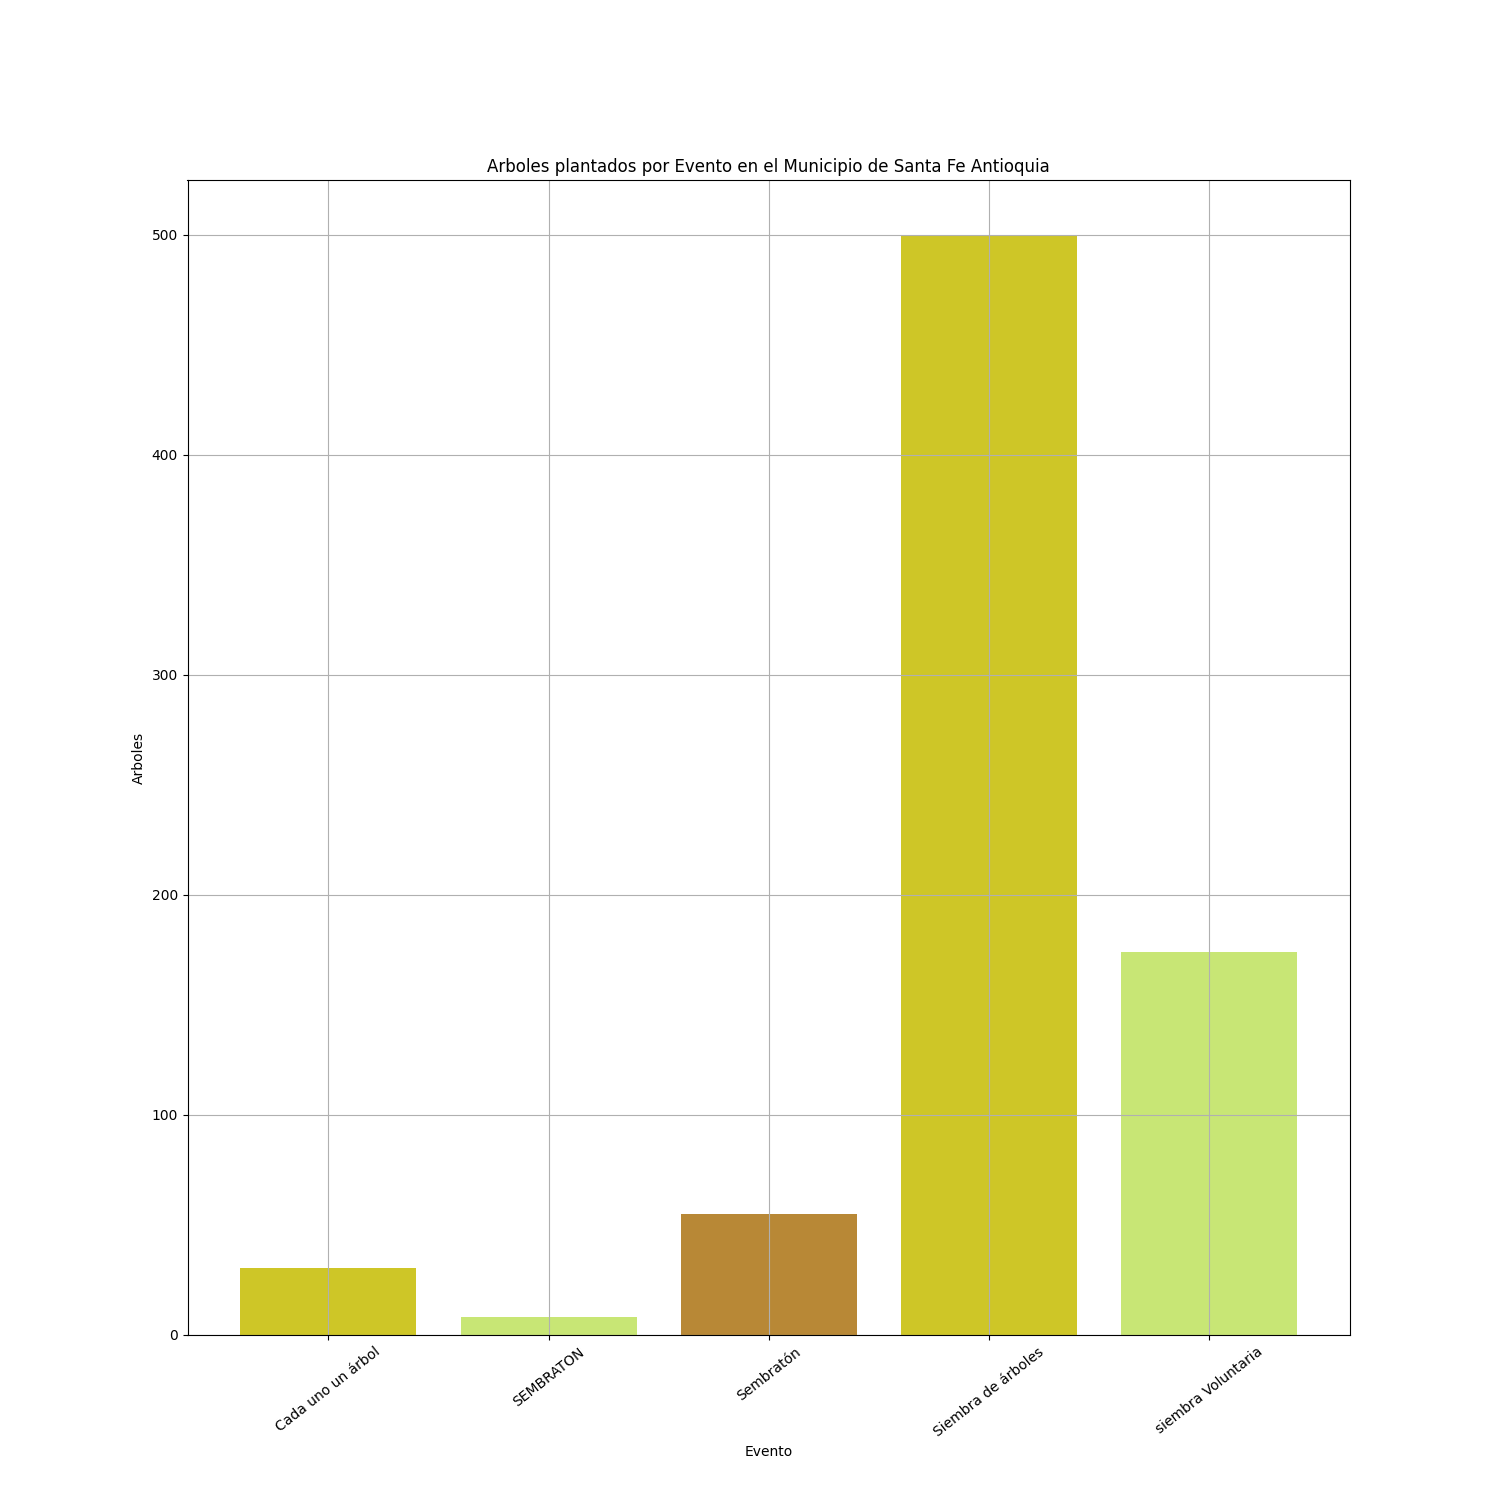 Arboles plantados por Evento en el Municipio de Santa Fe Antioquia
500
400
300
200
100
0
Arboles
Cada uno un árbol
SEMBRATON
Sembratón
Siembra de árboles
siembra Voluntaria
Evento